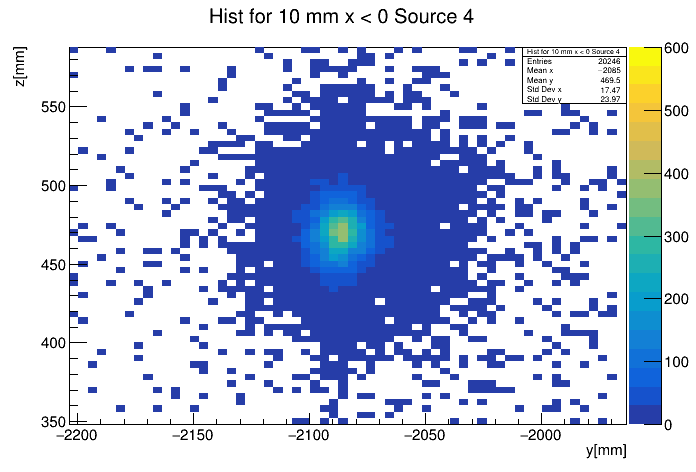 Hist for 10 mm x < 0 Source 4
z[mm]
Hist for 10 mm x < 0 Source 4
Entries 20246
Mean x −2085
Mean y 469.5
Std Dev x 17.47
Std Dev y 23.97
550
500
450
400
350
−2200 −2150 −2100 −2050 −2000
y[mm]
600
500
400
300
200
100
0